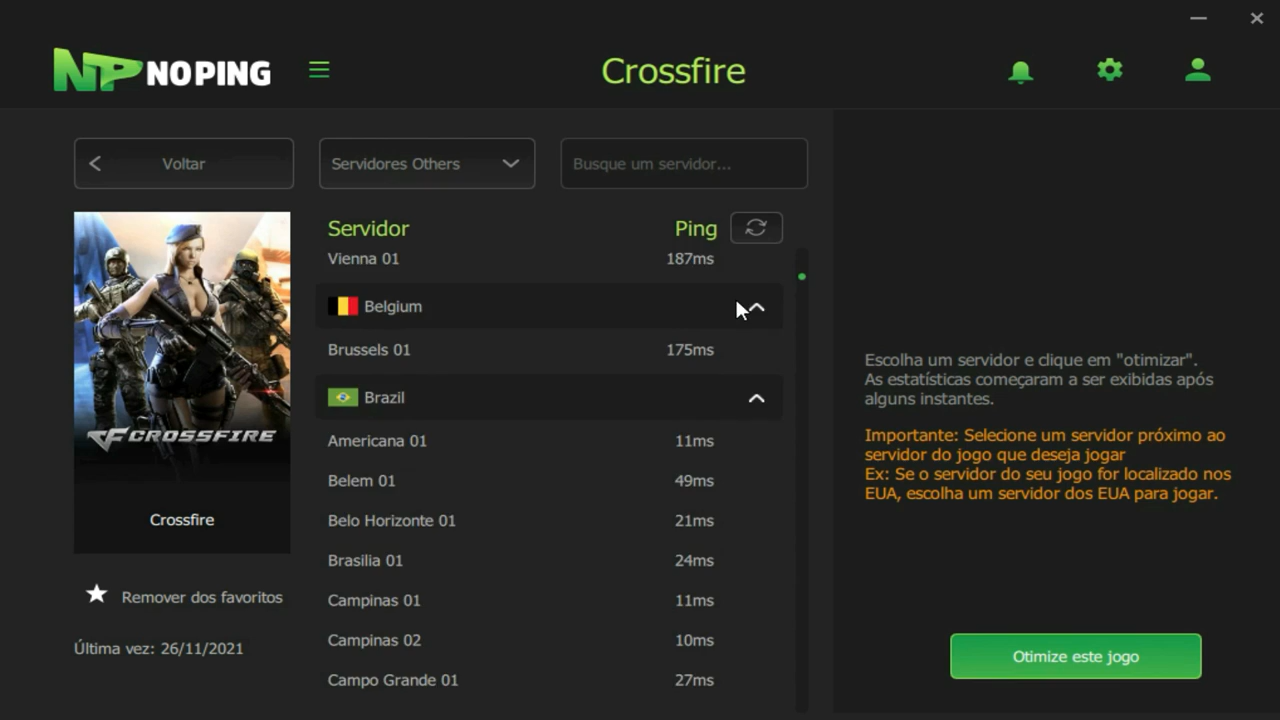 NP NOPING
Crossfire
Voltar
Servidores Others
Busque um servidor...
Servidor Ping
Vienna 01 187ms
Belgium
Brussels 01 175ms
Brazil
Americana 01 11ms
Belem 01 49ms
Belo Horizonte 01 21ms
Brasilia 01 24ms
Campinas 01 11ms
Campinas 02 10ms
Campo Grande 01 27ms
CF CROSSFIRE
Crossfire
Remover dos favoritos
Última vez: 26/11/2021
Escolha um servidor e clique em "otimizar".
As estatísticas começaram a ser exibidas após
alguns instantes.
Importante: Selecione um servidor próximo ao
servidor do jogo que deseja jogar
Ex: Se o servidor do seu jogo for localizado nos
EUA, escolha um servidor dos EUA para jogar.
Otimize este jogo